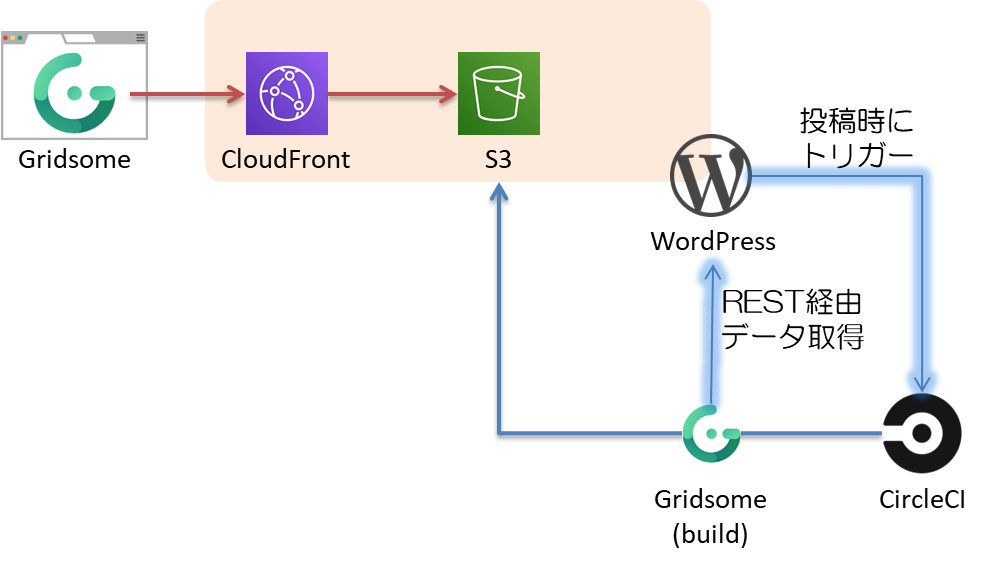 Gridsome
CloudFront
S3
投稿時に
トリガー
WordPress
REST経由
データ取得
Gridsome
(build)
CircleCI